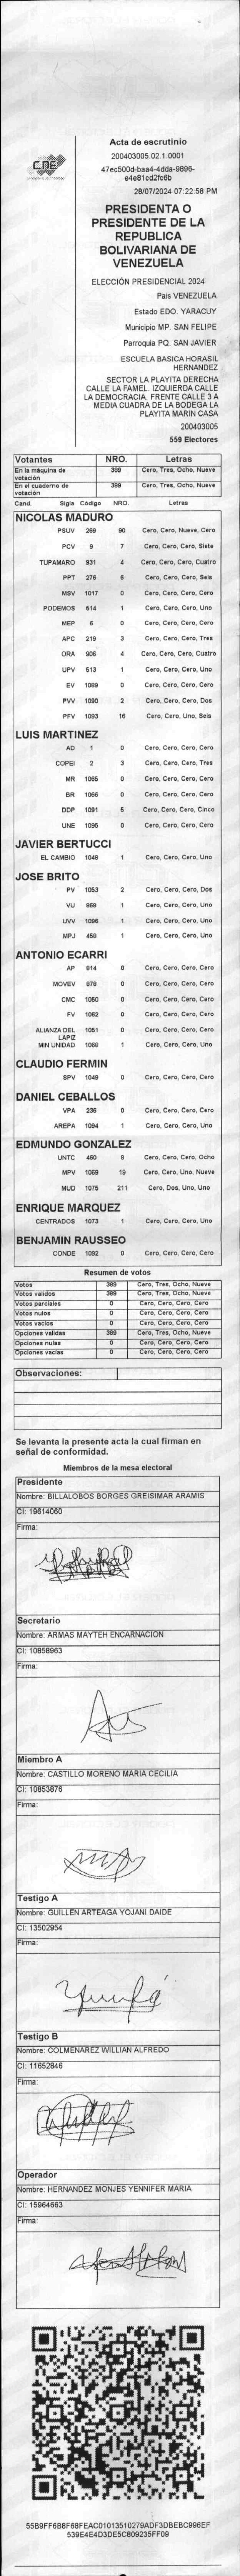 CNE
Acta de escrutinio
200403005.02.1.0001
47ec500d-baa4-4dda-9896-
e4e81cd2fc6b
28/07/2024 07:22:58 PM
PRESIDENTA O
PRESIDENTE DE LA
REPUBLICA
BOLIVARIANA DE
VENEZUELA
ELECCIÓN PRESIDENCIAL 2024
Pais VENEZUELA
Estado EDO. YARACUY
Municipio MP. SAN FELIPE
Parroquia PQ. SAN JAVIER
ESCUELA BASICA HORASIL
HERNANDEZ
SECTOR LA PLAYITA DERECHA
CALLE LA FAMEL. IZQUIERDA CALLE
LA DEMOCRACIA. FRENTE CALLE 3 A
MEDIA CUADRA DE LA BODEGA LA
PLAYITA MARIN CASA
200403005
559 Electores
Votantes NRO. Letras
En la máquina de votación 389 Cero, Tres, Ocho, Nueve
En el cuaderno de votación 389 Cero, Tres, Ocho, Nueve
Cand. Sigla Código NRO. Letras
NICOLAS MADURO
PSUV 269 90 Cero, Cero, Nueve, Cero
PCV 9 7 Cero, Cero, Cero, Siete
TUPAMARO 931 4 Cero, Cero, Cero, Cuatro
PPT 276 6 Cero, Cero, Cero, Seis
MSV 1017 0 Cero, Cero, Cero, Cero
PODEMOS 514 1 Cero, Cero, Cero, Uno
MEP 6 0 Cero, Cero, Cero, Cero
APC 219 3 Cero, Cero, Cero, Tres
ORA 906 4 Cero, Cero, Cero, Cuatro
UPV 513 1 Cero, Cero, Cero, Uno
EV 1089 0 Cero, Cero, Cero, Cero
PVV 1090 2 Cero, Cero, Cero, Dos
PFV 1093 16 Cero, Cero, Uno, Seis
LUIS MARTINEZ
AD 1 0 Cero, Cero, Cero, Cero
COPEI 2 3 Cero, Cero, Cero, Tres
MR 1065 0 Cero, Cero, Cero, Cero
BR 1066 0 Cero, Cero, Cero, Cero
DDP 1091 5 Cero, Cero, Cero, Cinco
UNE 1095 0 Cero, Cero, Cero, Cero
JAVIER BERTUCCI
EL CAMBIO 1048 1 Cero, Cero, Cero, Uno
JOSE BRITO
PV 1053 2 Cero, Cero, Cero, Dos
VU 969 1 Cero, Cero, Cero, Uno
UVV 1096 1 Cero, Cero, Cero, Uno
MPJ 459 1 Cero, Cero, Cero, Uno
ANTONIO ECARRI
AP 914 0 Cero, Cero, Cero, Cero
MOVEV 979 0 Cero, Cero, Cero, Cero
CMC 1050 0 Cero, Cero, Cero, Cero
FV 1062 0 Cero, Cero, Cero, Cero
ALIANZA DEL LAPIZ 1051 0 Cero, Cero, Cero, Cero
MIN UNIDAD 1069 1 Cero, Cero, Cero, Uno
CLAUDIO FERMIN
SPV 1049 0 Cero, Cero, Cero, Cero
DANIEL CEBALLOS
VPA 236 0 Cero, Cero, Cero, Cero
AREPA 1094 1 Cero, Cero, Cero, Uno
EDMUNDO GONZALEZ
UNTC 460 8 Cero, Cero, Cero, Ocho
MPV 1069 19 Cero, Cero, Uno, Nueve
MUD 1075 211 Cero, Dos, Uno, Uno
ENRIQUE MARQUEZ
CENTRADOS 1073 1 Cero, Cero, Cero, Uno
BENJAMIN RAUSSEO
CONDE 1092 0 Cero, Cero, Cero, Cero
Resumen de votos
Votos 389 Cero, Tres, Ocho, Nueve
Votos validos 389 Cero, Tres, Ocho, Nueve
Votos parciales 0 Cero, Cero, Cero, Cero
Votos nulos 0 Cero, Cero, Cero, Cero
Votos vacios 0 Cero, Cero, Cero, Cero
Opciones validas 389 Cero, Tres, Ocho, Nueve
Opciones nulas 0 Cero, Cero, Cero, Cero
Opciones vacias 0 Cero, Cero, Cero, Cero
Observaciones:
Se levanta la presente acta la cual firman en
señal de conformidad.
Miembros de la mesa electoral
Presidente
Nombre: BILLALOBOS BORGES GREISIMAR ARAMIS
CI: 19614060
Firma:
Secretario
Nombre: ARMAS MAYTEH ENCARNACION
CI: 10858963
Firma:
Miembro A
Nombre: CASTILLO MORENO MARIA CECILIA
CI: 10853876
Firma:
Testigo A
Nombre: GUILLEN ARTEAGA YOJANI DAIDE
CI: 13502954
Firma:
Testigo B
Nombre: COLMENAREZ WILLIAN ALFREDO
CI: 11652846
Firma:
Operador
Nombre: HERNANDEZ MONJES YENNIFER MARIA
CI: 15964663
Firma:
55B9FF6B8F68FEAC01013510279ADF3DBEBC996EF
539E4E4D3DE5C809235FF09